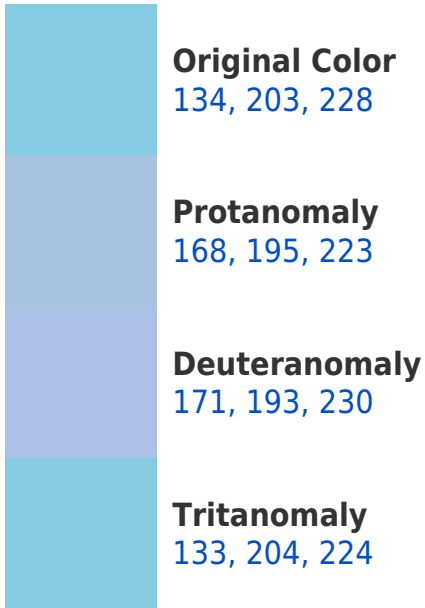 Original Color
134, 203, 228
Protanomaly
168, 195, 223
Deuteranomaly
171, 193, 230
Tritanomaly
133, 204, 224